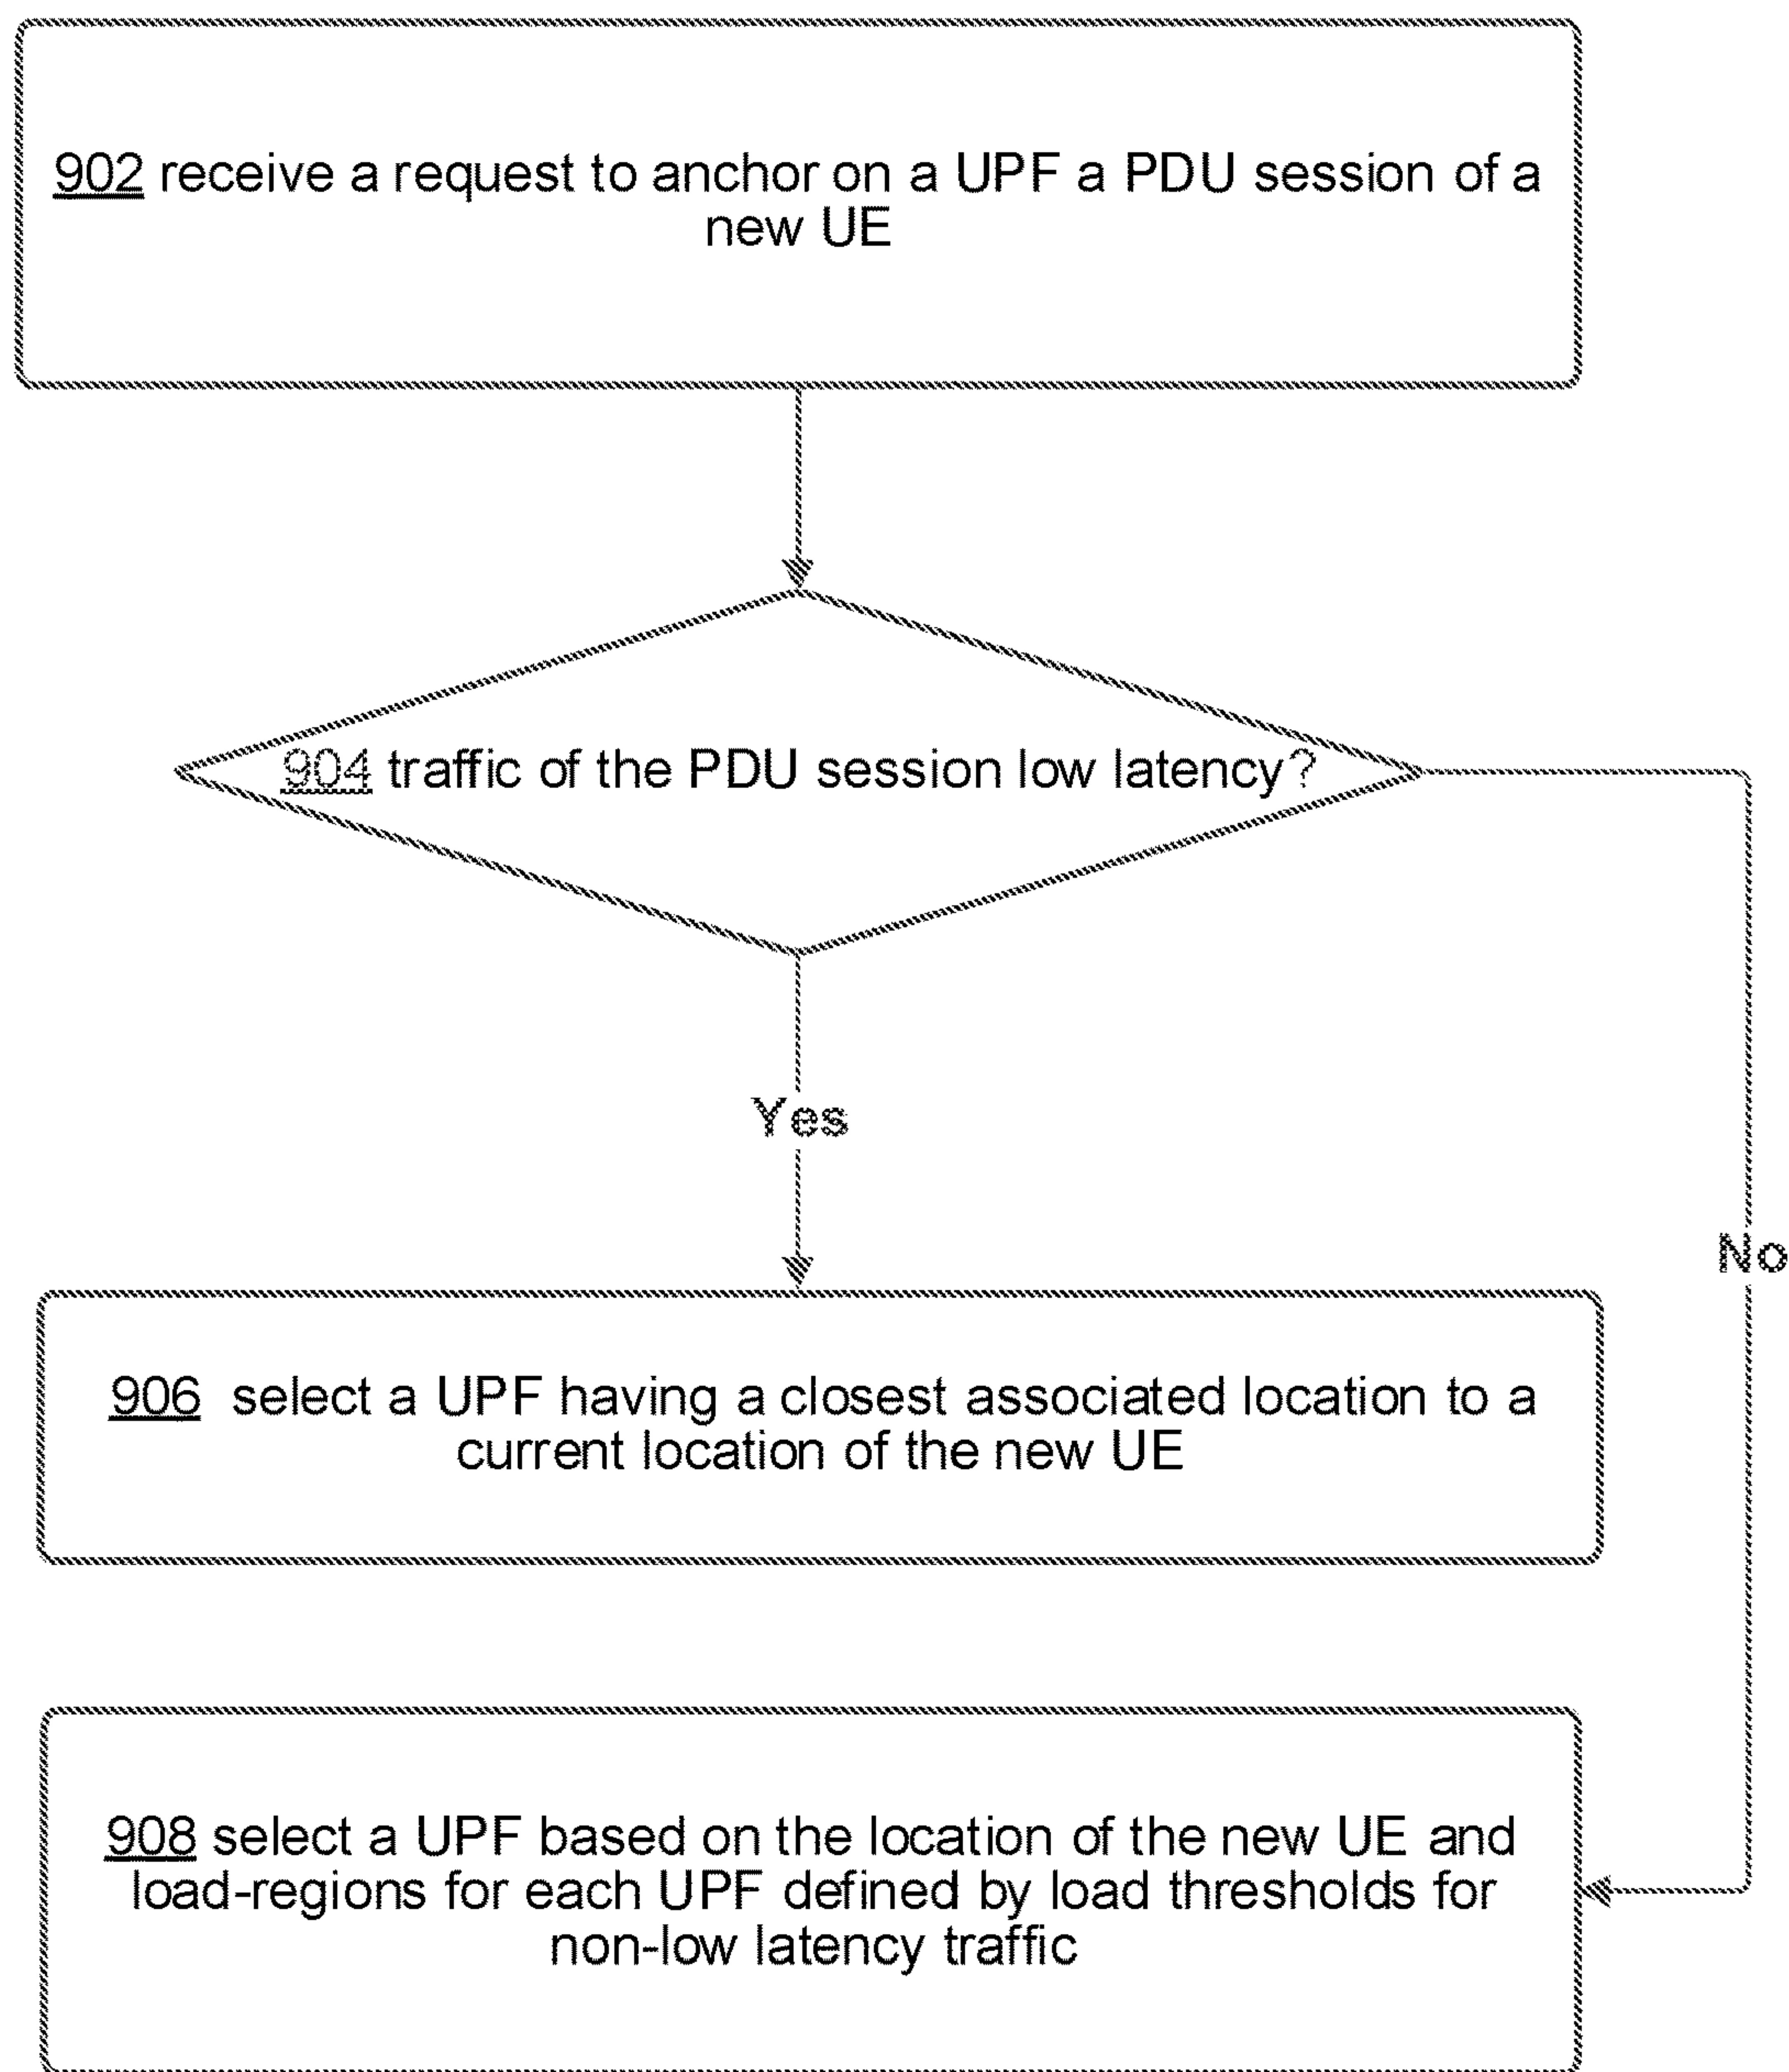 902 receive a request to anchor on a UPF a PDU session of a
new UE
904 traffic of the PDU session low latency?
Yes
No
906 select a UPF having a closest associated location to a
current location of the new UE
908 select a UPF based on the location of the new UE and
load-regions for each UPF defined by load thresholds for
non-low latency traffic